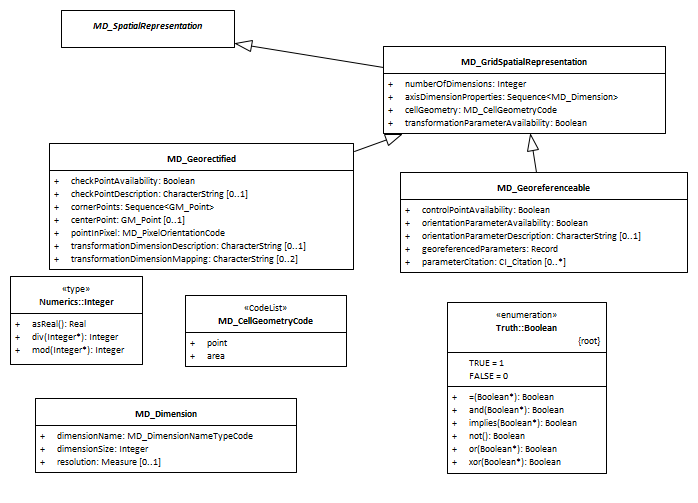 MD_SpatialRepresentation
MD_GridSpatialRepresentation
+ numberOfDimensions: Integer
+ axisDimensionProperties: Sequence<MD_Dimension>
+ cellGeometry: MD_CellGeometryCode
+ transformationParameterAvailability: Boolean
MD_Georectified
+ checkPointAvailability: Boolean
+ checkPointDescription: CharacterString [0..1]
+ cornerPoints: Sequence<GM_Point>
+ centerPoint: GM_Point [0..1]
+ pointInPixel: MD_PixelOrientationCode
+ transformationDimensionDescription: CharacterString [0..1]
+ transformationDimensionMapping: CharacterString [0..2]
MD_Georeferenceable
+ controlPointAvailability: Boolean
+ orientationParameterAvailability: Boolean
+ orientationParameterDescription: CharacterString [0..1]
+ georeferencedParameters: Record
+ parameterCitation: CI_Citation [0..*]
«type»
Numerics::Integer
+ asReal(): Real
+ div(Integer*): Integer
+ mod(Integer*): Integer
«CodeList»
MD_CellGeometryCode
+ point
+ area
«enumeration»
Truth::Boolean
{root}
TRUE = 1
FALSE = 0
+ =(Boolean*): Boolean
+ and(Boolean*): Boolean
+ implies(Boolean*): Boolean
+ not(): Boolean
+ or(Boolean*): Boolean
+ xor(Boolean*): Boolean
MD_Dimension
+ dimensionName: MD_DimensionNameTypeCode
+ dimensionSize: Integer
+ resolution: Measure [0..1]